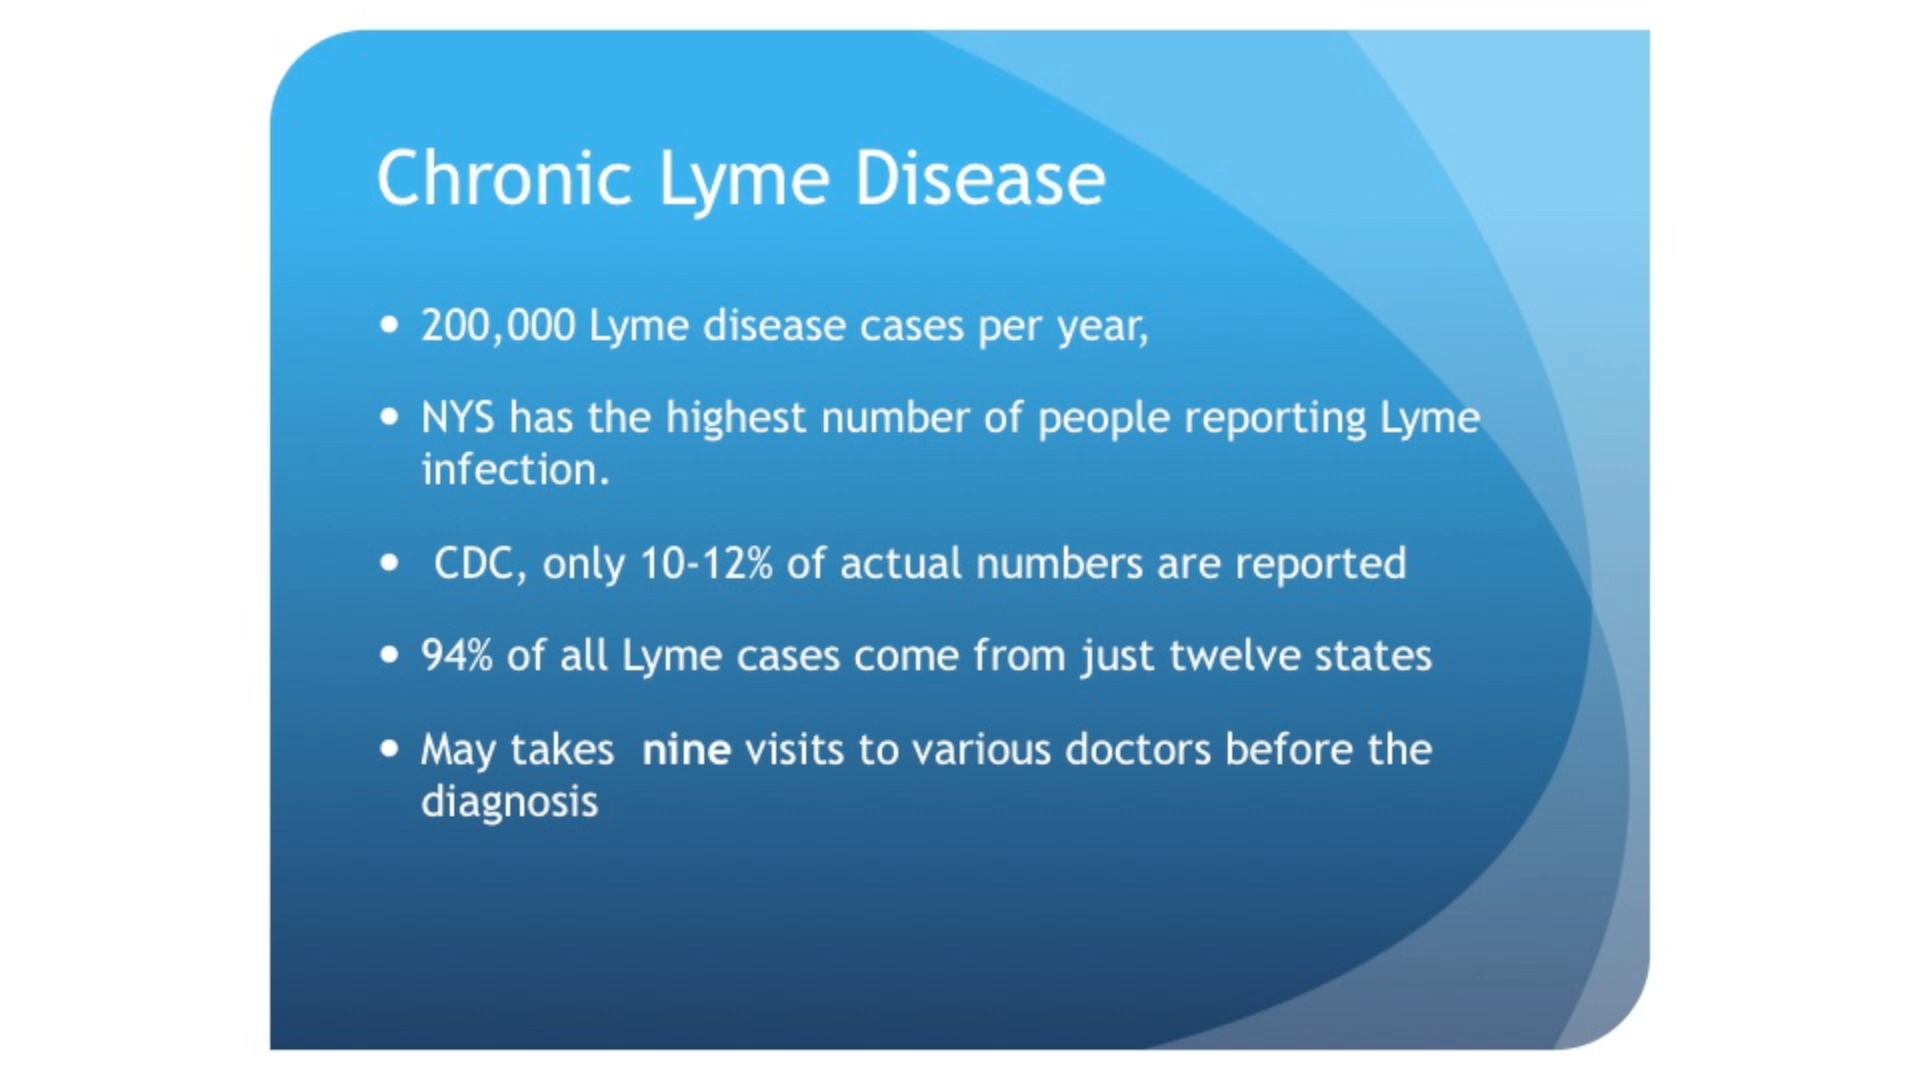 Chronic Lyme Disease
• 200,000 Lyme disease cases per year,
• NYS has the highest number of people reporting Lyme
infection.
• CDC, only 10-12% of actual numbers are reported
• 94% of all Lyme cases come from just twelve states
• May takes  nine visits to various doctors before the
diagnosis